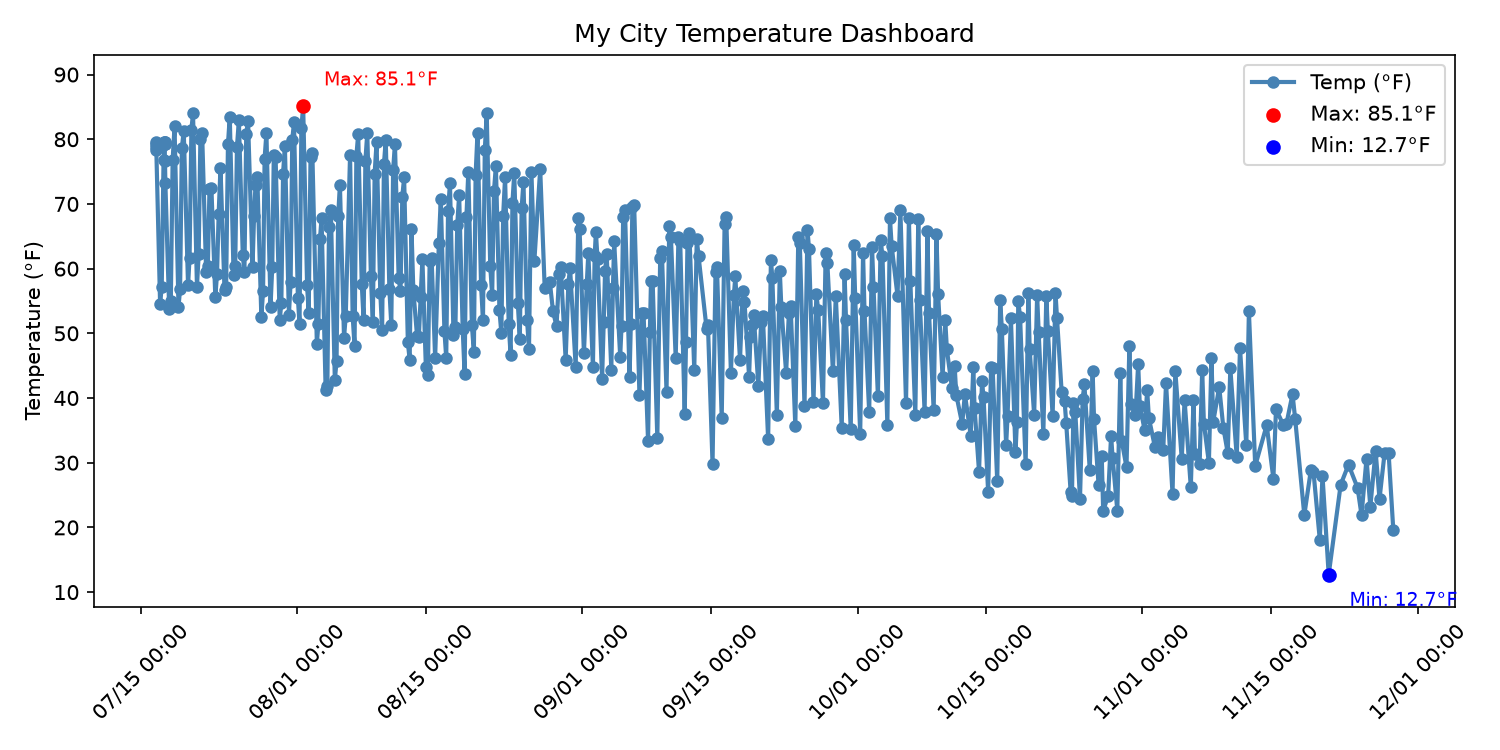 My City Temperature Dashboard
Temperature (°F)
90
80
70
60
50
40
30
20
10
Max: 85.1°F
Temp (°F)
Max: 85.1°F
Min: 12.7°F
Min: 12.7°F
07/15 00:00
08/01 00:00
08/15 00:00
09/01 00:00
09/15 00:00
10/01 00:00
10/15 00:00
11/01 00:00
11/15 00:00
12/01 00:00